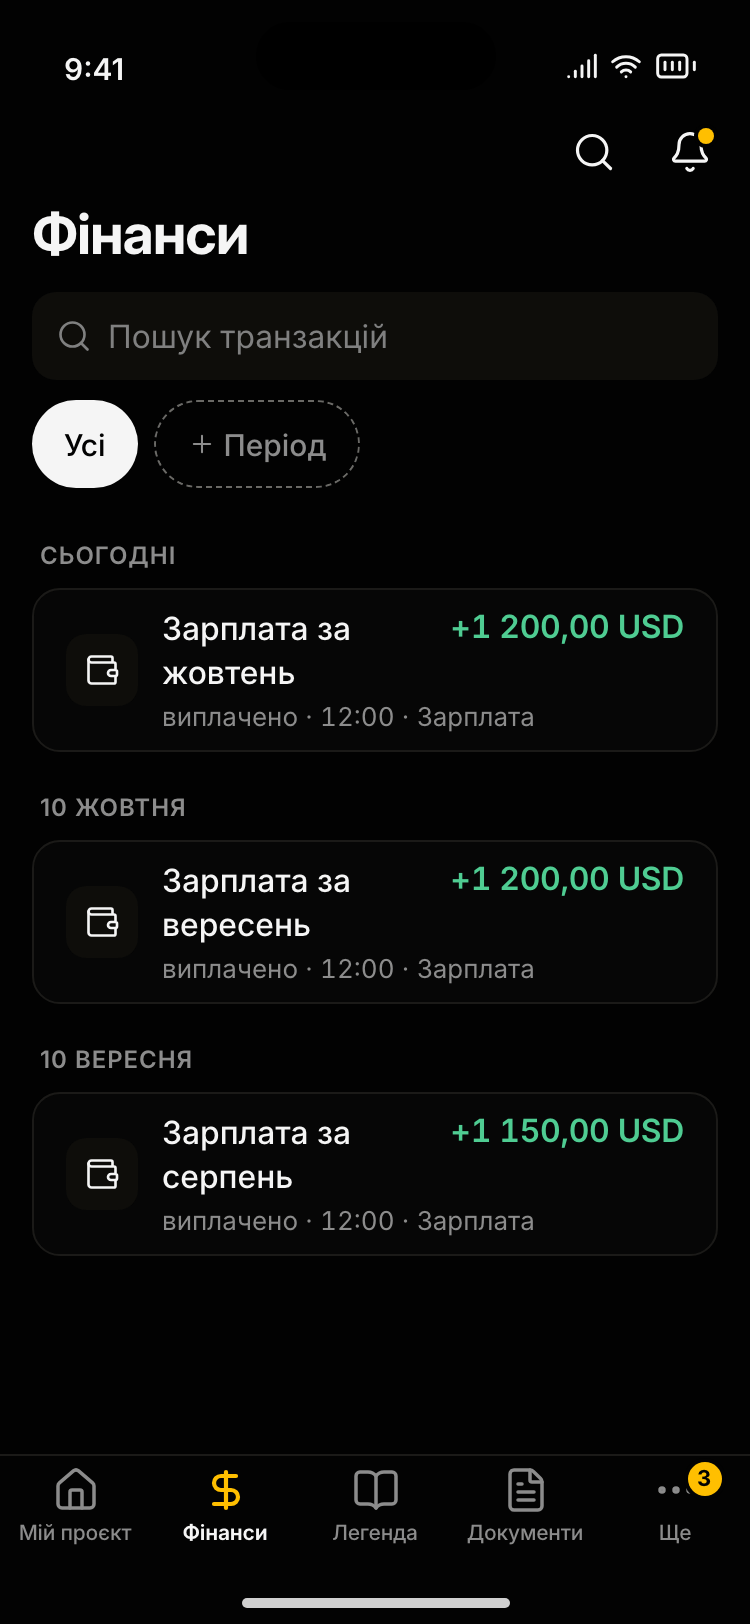 9:41
Фінанси
Пошук транзакцій
Усі
+ Період
СЬОГОДНІ
Зарплата за
жовтень
+1 200,00 USD
виплачено · 12:00 · Зарплата
10 ЖОВТНЯ
Зарплата за
вересень
+1 200,00 USD
виплачено · 12:00 · Зарплата
10 ВЕРЕСНЯ
Зарплата за
серпень
+1 150,00 USD
виплачено · 12:00 · Зарплата
3
Мій проєкт
Фінанси
Легенда
Документи
Ще